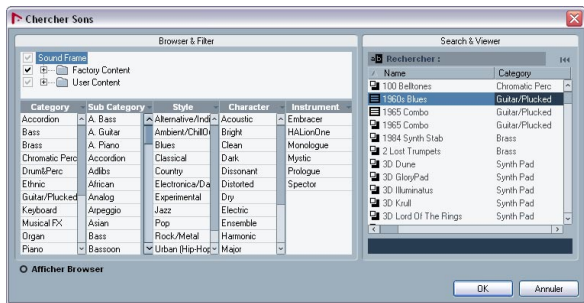 Chercher Sons
Browser & Filter
Sound Frame
Factory Content
User Content
Category Sub Category Style Character Instrument
Accordion A. Bass Alternative/Indi Acoustic Embracer
Bass A. Guitar Ambient/ChillO Bright HALionOne
Brass A. Piano Blues Clean Monologue
Chromatic Perc Accordion Classical Dark Mystic
Drum&Perc Adlibs Country Dissonant Prologue
Ethnic African Electronica/Da Distorted Spector
Guitar/Plucked Analog Experimental Dry
Keyboard Arpeggio Jazz Electric
Musical FX Asian Pop Ensemble
Organ Bass Rock/Metal Harmonic
Piano Bassoon Urban (Hip-Hop Major
Afficher Browser
Search & Viewer
Rechercher :
Name Category
100 Belltones Chromatic Perc
1960s Blues Guitar/Plucked
1965 Combo Guitar/Plucked
1965 Combo Guitar/Plucked
1984 Synth Stab Brass
2 Lost Trumpets Brass
3D Dune Synth Pad
3D GloryPad Synth Pad
3D Illuminatus Synth Pad
3D Krull Synth Pad
3D Lord Of The Rings Synth Pad
OK Annuler